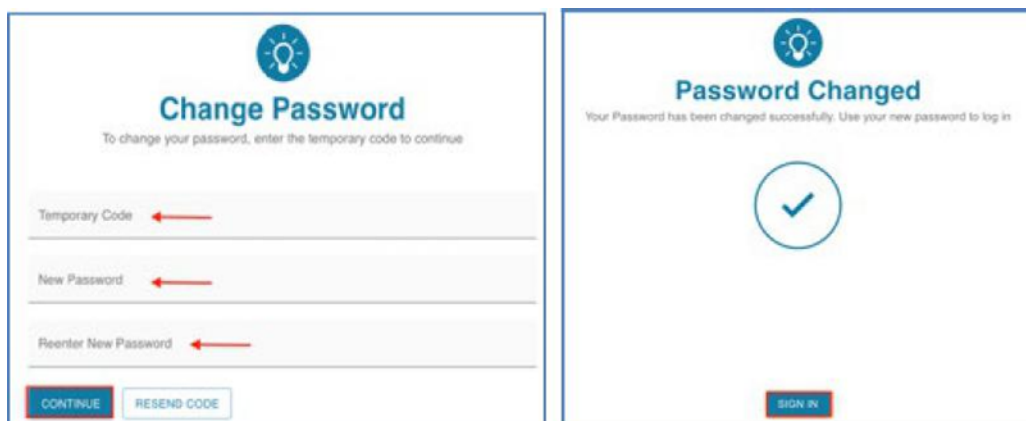 Change Password
To change your password, enter the temporary code to continue
Temporary Code
New Password
Reenter New Password
CONTINUE
RESEND CODE
Password Changed
Your Password has been changed successfully. Use your new password to log in
SIGN IN